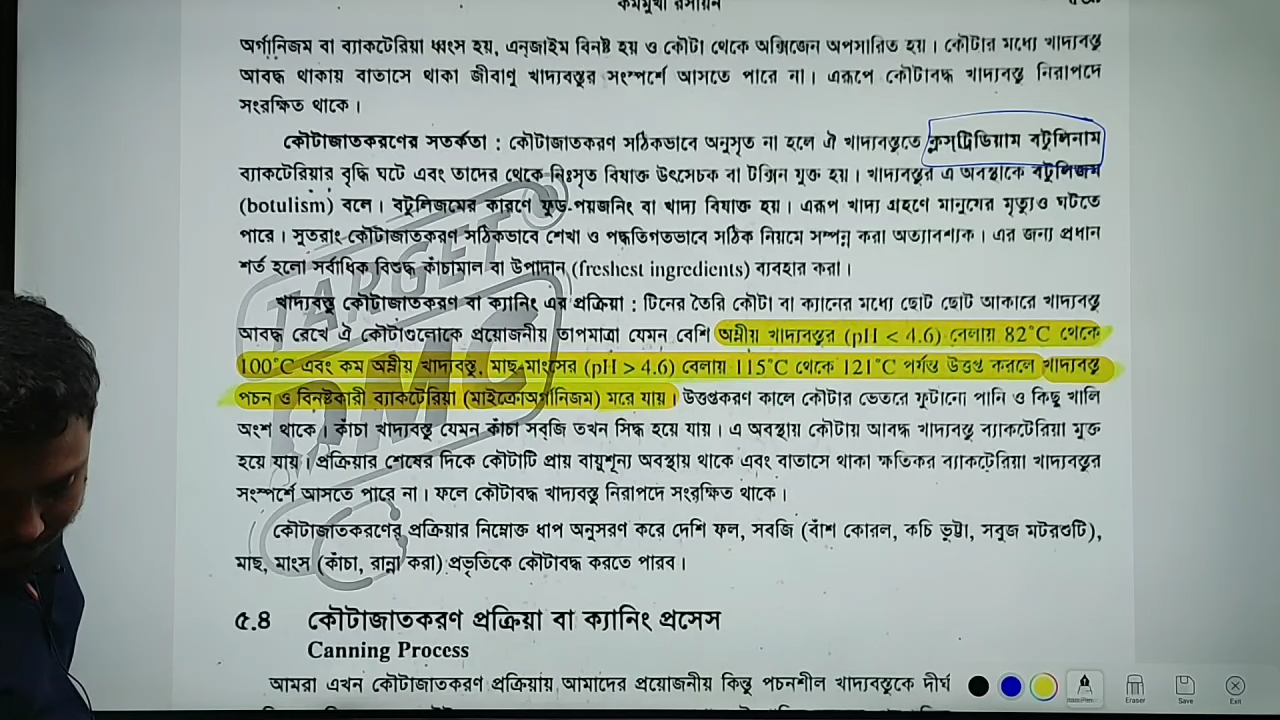 কর্মমুখী রসায়ন
অর্গানিজম বা ব্যাকটেরিয়া ধ্বংস হয়, এনজাইম বিনষ্ট হয় ও কৌটা থেকে অক্সিজেন অপসারিত হয়। কৌটার মধ্যে খাদ্যবস্তু
আবদ্ধ থাকায় বাতাসে থাকা জীবাণু খাদ্যবস্তুর সংস্পর্শে আসতে পারে না। এরূপে কৌটাবদ্ধ খাদ্যবস্তু নিরাপদে
সংরক্ষিত থাকে।
কৌটাজাতকরণের সতর্কতা : কৌটাজাতকরণ সঠিকভাবে অনুসৃত না হলে ঐ খাদ্যবস্তুতে ক্লস্ট্রিডিয়াম বটুলিনাম
ব্যাকটেরিয়ার বৃদ্ধি ঘটে এবং তাদের থেকে নিঃসৃত বিষাক্ত উৎসেচক বা টক্সিন যুক্ত হয়। খাদ্যবস্তুর এ অবস্থাকে বটুলিজম
(botulism) বলে। বটুলিজমের কারণে ফুড-পয়জনিং বা খাদ্য বিষাক্ত হয়। এরূপ খাদ্য গ্রহণে মানুষের মৃত্যুও ঘটতে
পারে। সুতরাং কৌটাজাতকরণ সঠিকভাবে শেখা ও পদ্ধতিগতভাবে সঠিক নিয়মে সম্পন্ন করা অত্যাবশ্যক। এর জন্য প্রধান
শর্ত হলো সর্বাধিক বিশুদ্ধ কাঁচামাল বা উপাদান (freshest ingredients) ব্যবহার করা।
খাদ্যবস্তু কৌটাজাতকরণ বা ক্যানিং এর প্রক্রিয়া : টিনের তৈরি কৌটা বা ক্যানের মধ্যে ছোট ছোট আকারে খাদ্যবস্তু
আবদ্ধ রেখে ঐ কৌটাগুলোকে প্রয়োজনীয় তাপমাত্রা যেমন বেশি অম্লীয় খাদ্যবস্তুর (pH < 4.6) বেলায় 82°C থেকে
100°C এবং কম অম্লীয় খাদ্যবস্তু, মাছ-মাংসের (pH > 4.6) বেলায় 115°C থেকে 121°C পর্যন্ত উত্তপ্ত করলে খাদ্যবস্তু
পচন ও বিনষ্টকারী ব্যাকটেরিয়া (মাইক্রোঅর্গানিজম) মরে যায়। উত্তপ্তকরণ কালে কৌটার ভেতরে ফুটানো পানি ও কিছু খালি
অংশ থাকে। কাঁচা খাদ্যবস্তু যেমন কাঁচা সবজি তখন সিদ্ধ হয়ে যায়। এ অবস্থায় কৌটায় আবদ্ধ খাদ্যবস্তু ব্যাকটেরিয়া মুক্ত
হয়ে যায়। প্রক্রিয়ার শেষের দিকে কৌটাটি প্রায় বায়ুশূন্য অবস্থায় থাকে এবং বাতাসে থাকা ক্ষতিকর ব্যাকটেরিয়া খাদ্যবস্তুর
সংস্পর্শে আসতে পারে না। ফলে কৌটাবদ্ধ খাদ্যবস্তু নিরাপদে সংরক্ষিত থাকে।
কৌটাজাতকরণের প্রক্রিয়ার নিম্নোক্ত ধাপ অনুসরণ করে দেশি ফল, সবজি (বাঁশ কোরল, কচি ভুট্টা, সবুজ মটরশুটি),
মাছ, মাংস (কাঁচা, রান্না করা) প্রভৃতিকে কৌটাবদ্ধ করতে পারব।
৫.৪ কৌটাজাতকরণ প্রক্রিয়া বা ক্যানিং প্রসেস
Canning Process
আমরা এখন কৌটাজাতকরণ প্রক্রিয়ায় আমাদের প্রয়োজনীয় কিন্তু পচনশীল খাদ্যবস্তুকে দীর্ঘ
TARGET
DMC
Eraser
Save
Exit